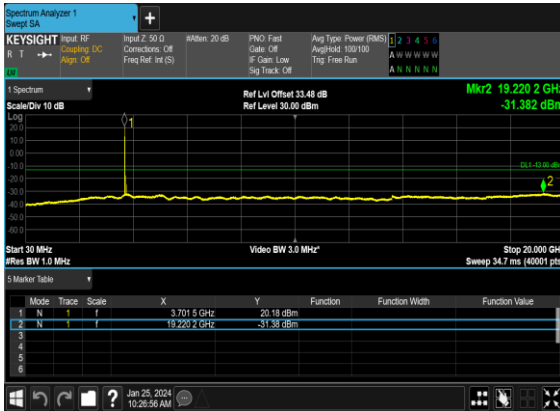 Spectrum Analyzer 1
Swept SA
+
KEYSIGHT Input: RF Input Z: 50 Ω #Atten: 20 dB PNO: Fast Avg Type: Power (RMS) 1 2 3 4 5 6
R T Coupling: DC Corrections: Off Gate: Off Avg|Hold: 100/100 A W W W W W
Align: Off Freq Ref: Int (S) IF Gain: Low Trig: Free Run
Sig Track: Off A N N N N N
1 Spectrum Ref Lvl Offset 33.48 dB Mkr2 19.220 2 GHz
Scale/Div 10 dB Ref Level 30.00 dBm -31.382 dBm
Log
20.0
10.0
0.00
-10.0
DL1 -13.00 dBm
-20.0
-30.0
-40.0
-50.0
-60.0
1
2
Start 30 MHz Video BW 3.0 MHz* Stop 20.000 GHz
#Res BW 1.0 MHz Sweep 34.7 ms (40001 pts)
5 Marker Table
Mode Trace Scale X Y Function Function Width Function Value
1 N 1 f 3.701 5 GHz 20.18 dBm
2 N 1 f 19.220 2 GHz -31.38 dBm
3
4
5
6
? Jan 25, 2024
10:26:56 AM